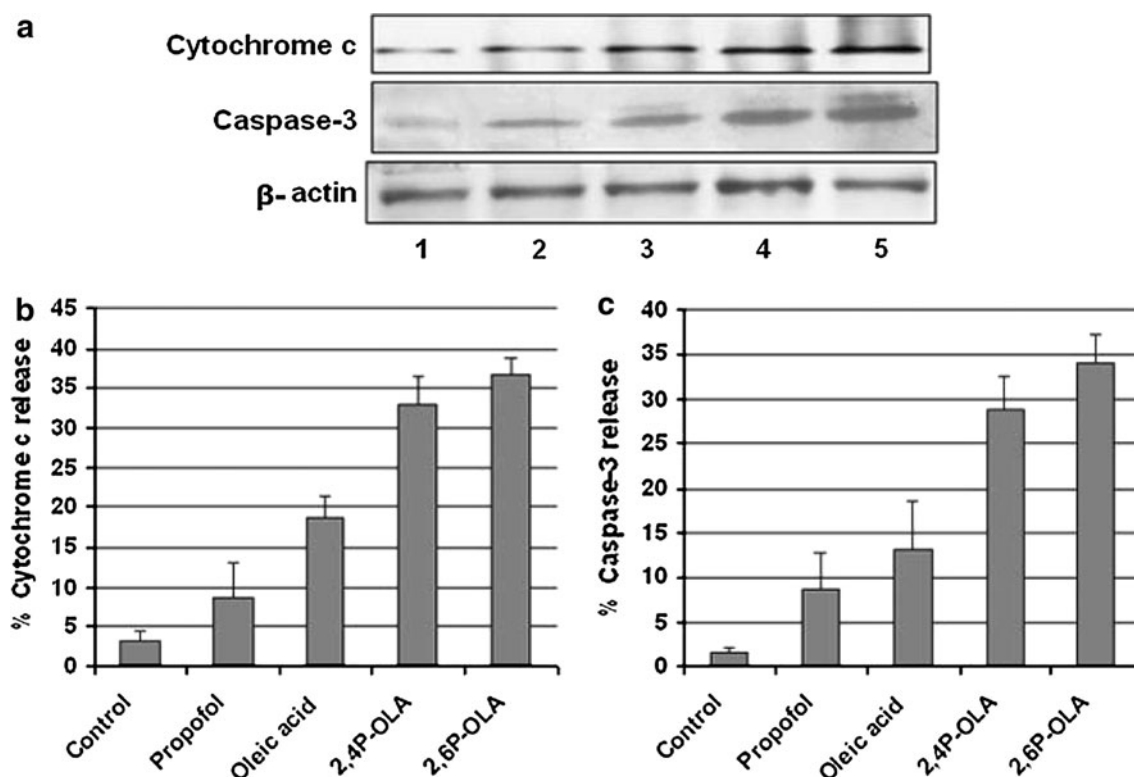 a
Cytochrome c
Caspase-3
β- actin
1 2 3 4 5
b
% Cytochrome c release
45
40
35
30
25
20
15
10
5
0
Control
Propofol
Oleic acid
2,4P-OLA
2,6P-OLA
c
% Caspase-3 release
40
35
30
25
20
15
10
5
0
Control
Propofol
Oleic acid
2,4P-OLA
2,6P-OLA